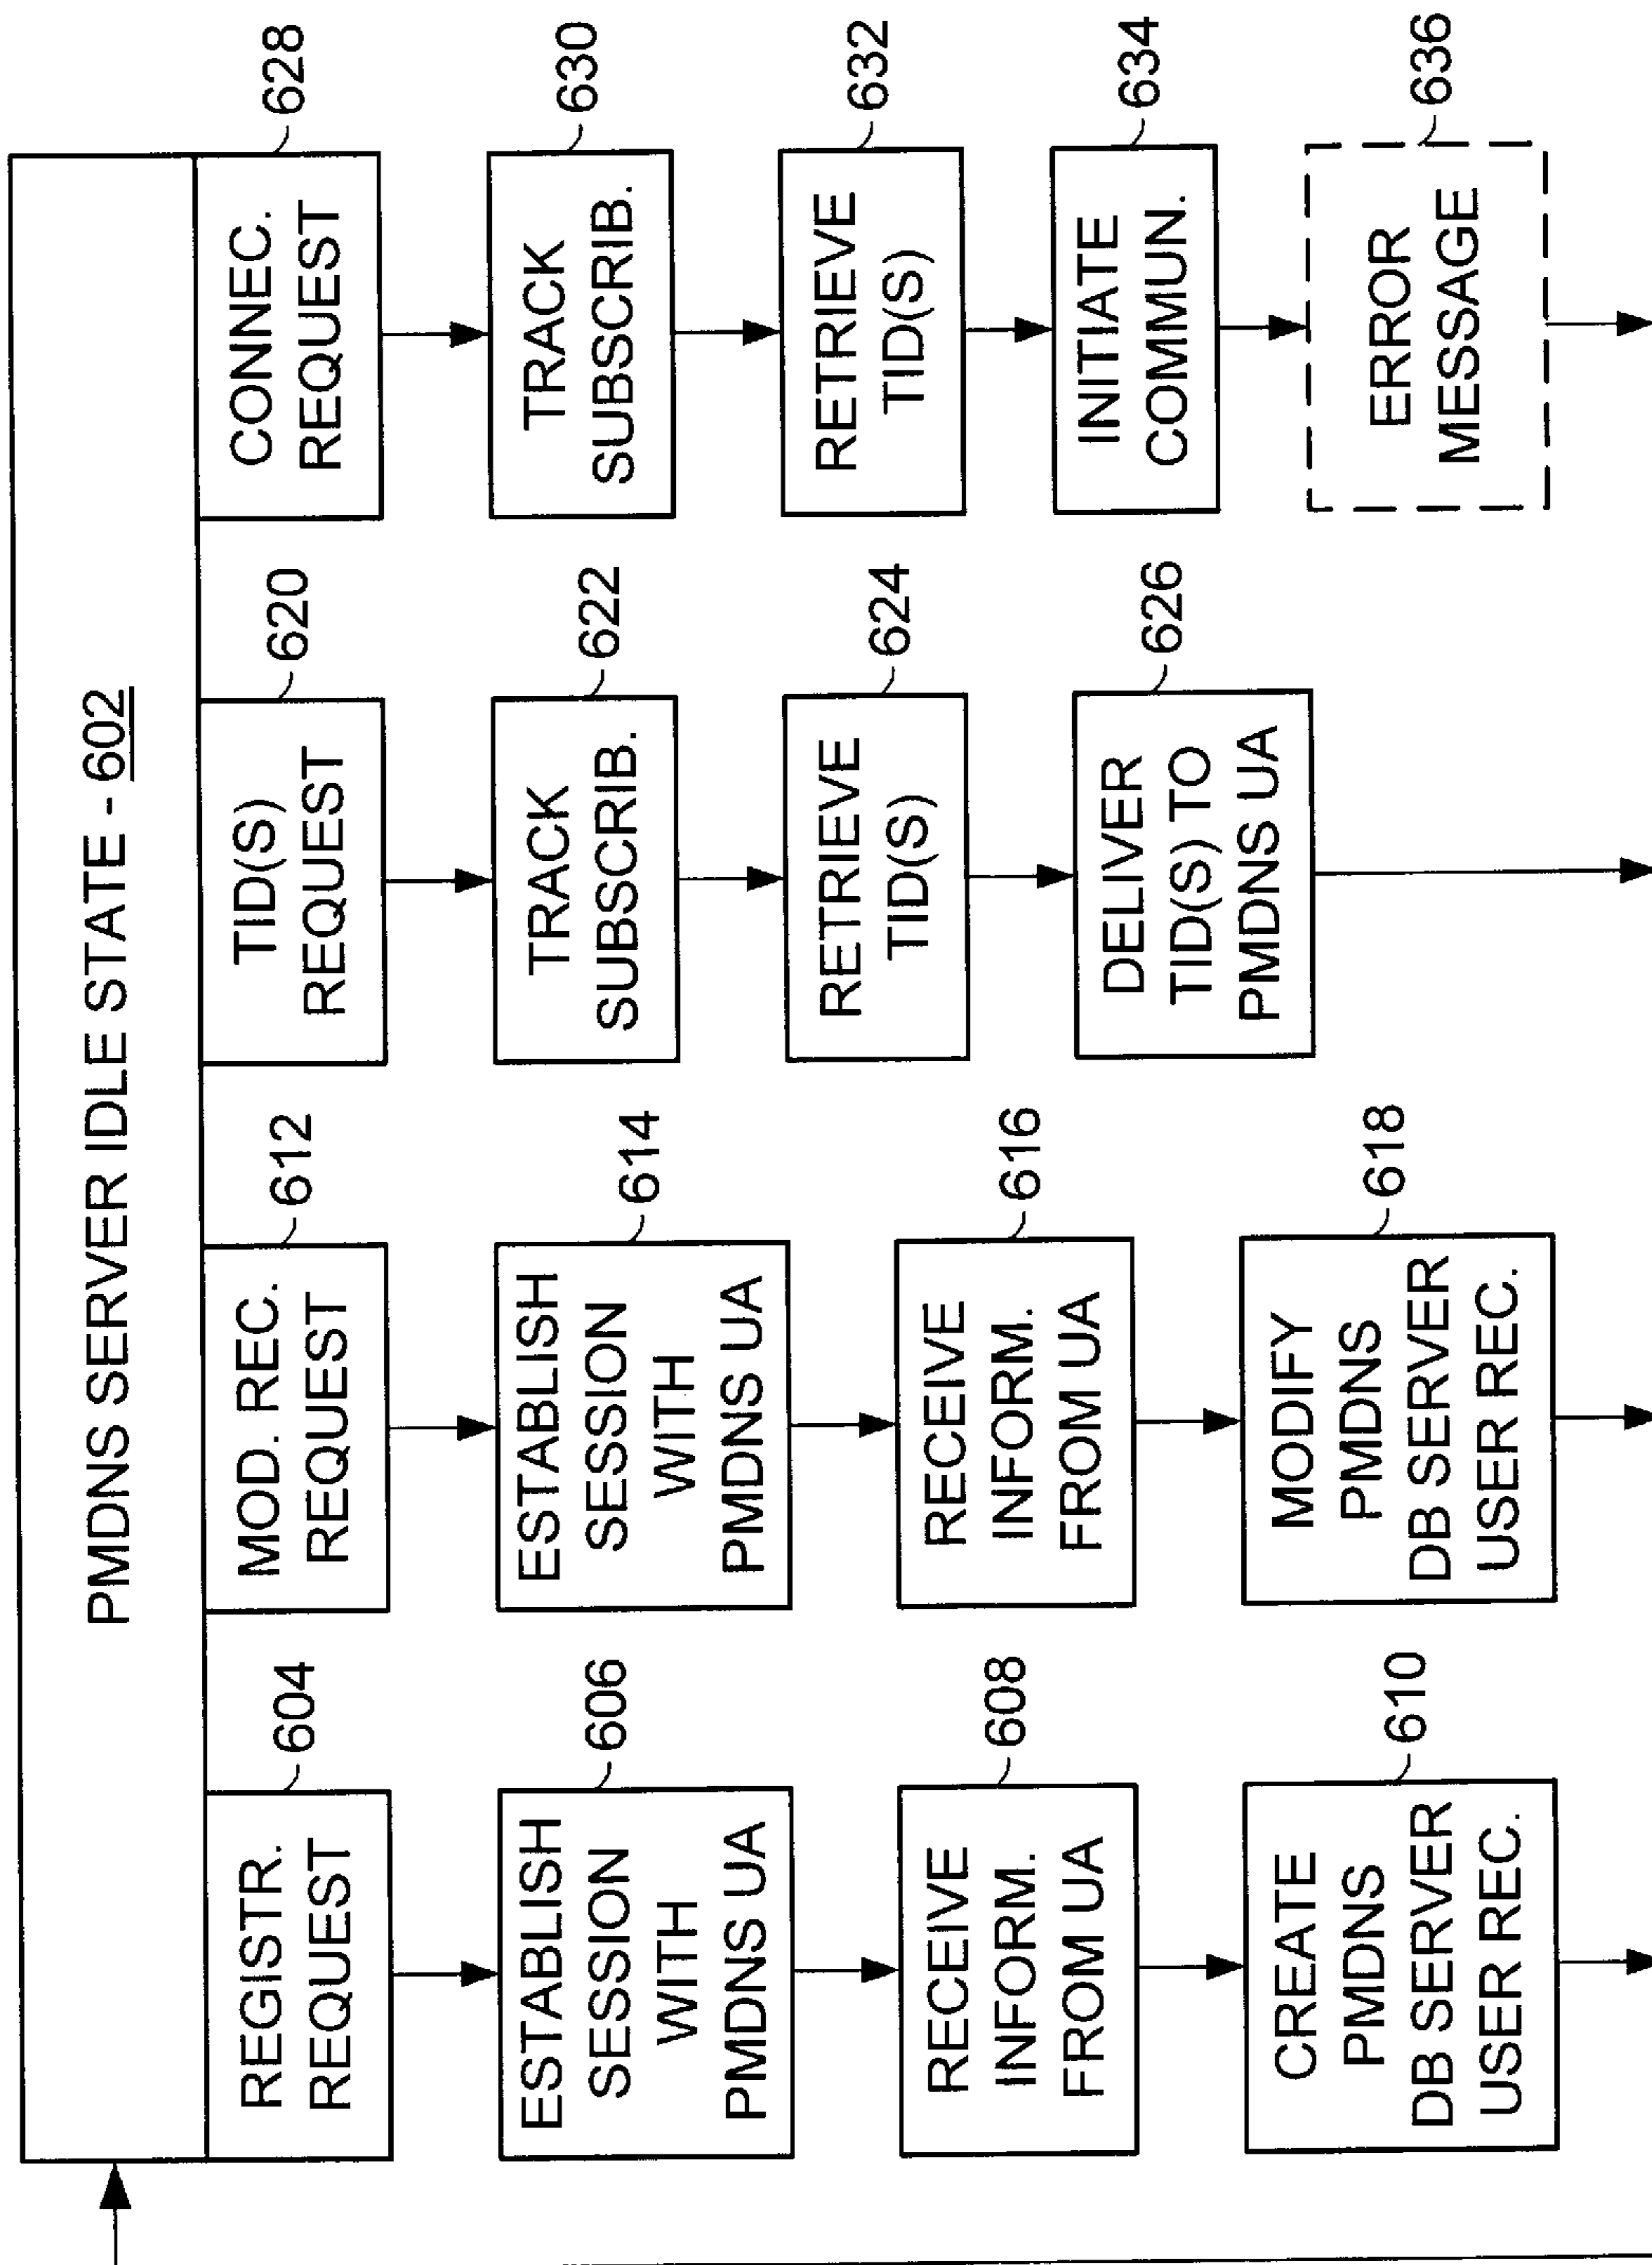 PMDNS SERVER IDLE STATE - 602
REGISTR.
REQUEST
604
ESTABLISH
SESSION
WITH
PMDNS UA
606
RECEIVE
INFORM.
FROM UA
608
CREATE
PMDNS
DB SERVER
USER REC.
610
MOD. REC.
REQUEST
612
ESTABLISH
SESSION
WITH
PMDNS UA
614
RECEIVE
INFORM.
FROM UA
616
MODIFY
PMDNS
DB SERVER
USER REC.
618
TID(S)
REQUEST
620
TRACK
SUBSCRIB.
622
RETRIEVE
TID(S)
624
DELIVER
TID(S) TO
PMDNS UA
626
CONNEC.
REQUEST
628
TRACK
SUBSCRIB.
630
RETRIEVE
TID(S)
632
INITIATE
COMMUN.
634
ERROR
MESSAGE
636